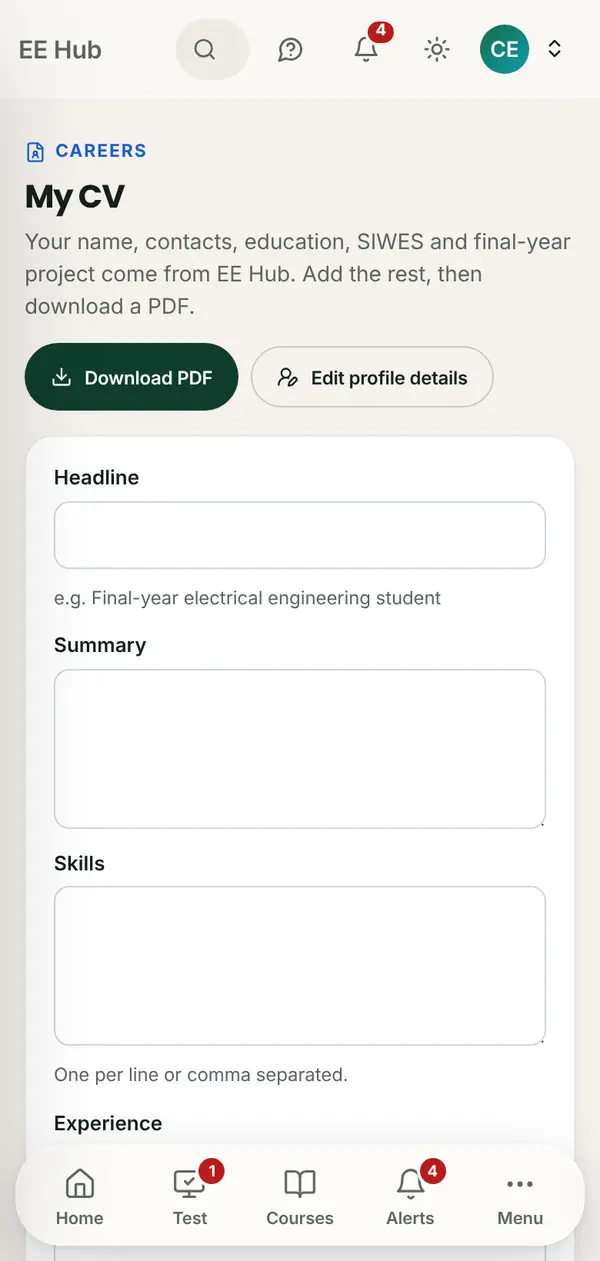 EE Hub
4
CE
CAREERS
My CV
Your name, contacts, education, SIWES and final-year
project come from EE Hub. Add the rest, then
download a PDF.
Download PDF
Edit profile details
Headline
e.g. Final-year electrical engineering student
Summary
Skills
One per line or comma separated.
Experience
1
4
Home
Test
Courses
Alerts
Menu